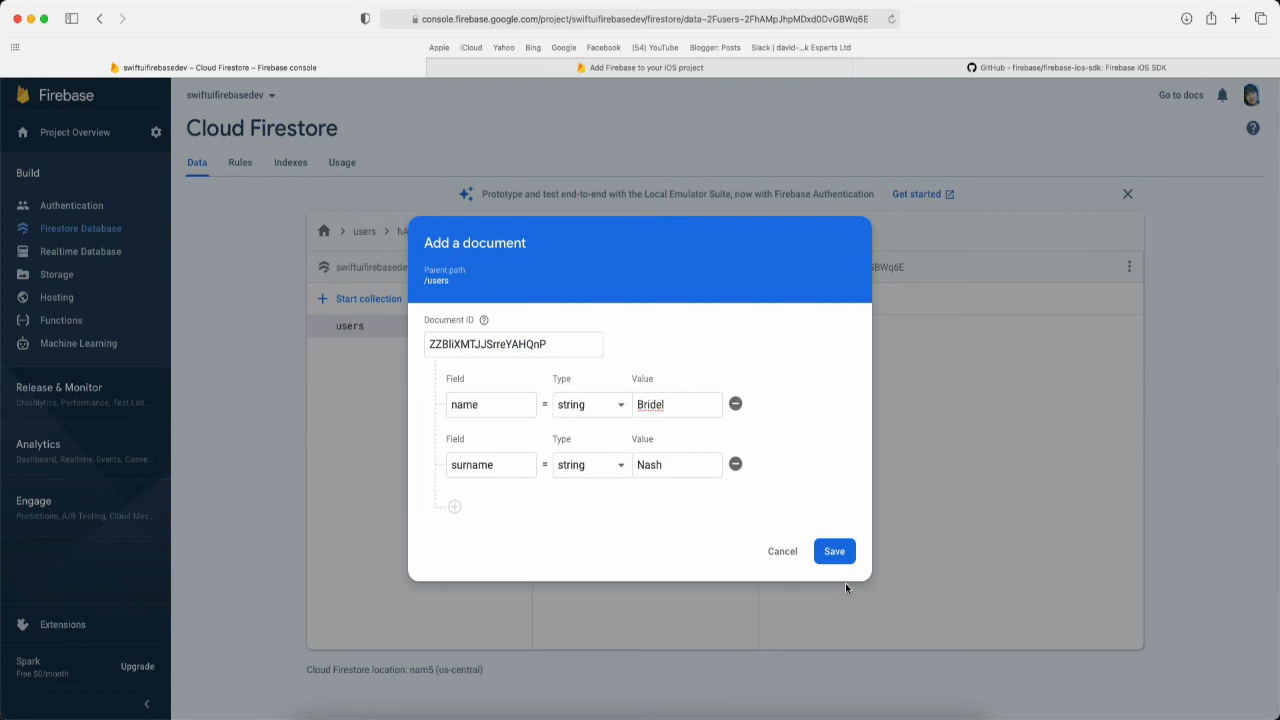 console.firebase.google.com/project/swiftuifirebasedev/firestore/data~2Fusers~2FhAMpJhpMDxd0DvGBWq6E
Apple iCloud Yahoo Bing Google Facebook (54) YouTube Blogger: Posts Slack | david-...k Experts Ltd
swiftuifirebasedev – Cloud Firestore – Firebase console
Add Firebase to your iOS project
GitHub - firebase/firebase-ios-sdk: Firebase iOS SDK
Firebase
swiftuifirebasedev
Go to docs
Project Overview
Cloud Firestore
Data Rules Indexes Usage
Build
Prototype and test end-to-end with the Local Emulator Suite, now with Firebase Authentication Get started
Authentication
Firestore Database
Realtime Database
Storage
Hosting
Functions
Machine Learning
Release & Monitor
Crashlytics, Performance, Test Lab, ...
Analytics
Dashboard, Realtime, Events, Conve...
Engage
Predictions, A/B Testing, Cloud Mes...
Extensions
Spark
Free $0/month
Upgrade
users hA
swiftuifirebasede
GBWq6E
Start collection
users
Add a document
Parent path
/users
Document ID
ZZBliXMTJJSrreYAHQnP
Field Type Value
name = string Bridel
Field Type Value
surname = string Nash
Cancel Save
Cloud Firestore location: nam5 (us-central)